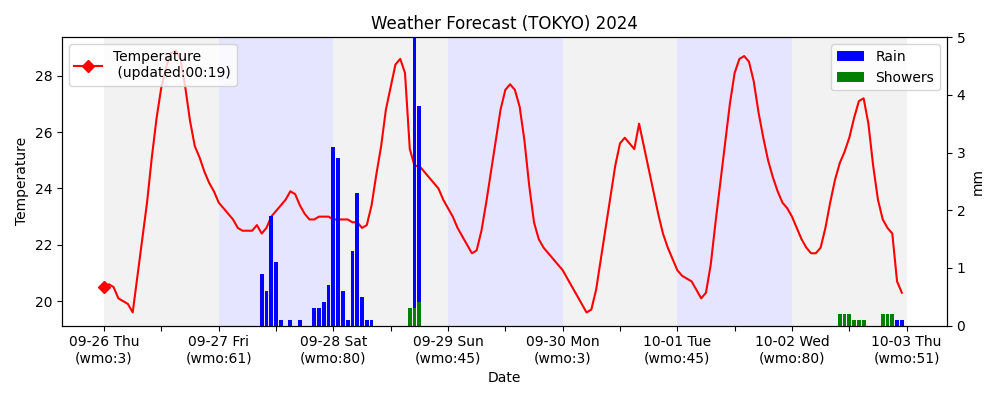 Weather Forecast (TOKYO) 2024
Temperature
(updated:00:19)
Rain
Showers
28
26
24
22
20
Temperature
5
4
3
2
1
0
mm
09-26 Thu
(wmo:3)
09-27 Fri
(wmo:61)
09-28 Sat
(wmo:80)
09-29 Sun
(wmo:45)
09-30 Mon
(wmo:3)
10-01 Tue
(wmo:45)
10-02 Wed
(wmo:80)
10-03 Thu
(wmo:51)
Date